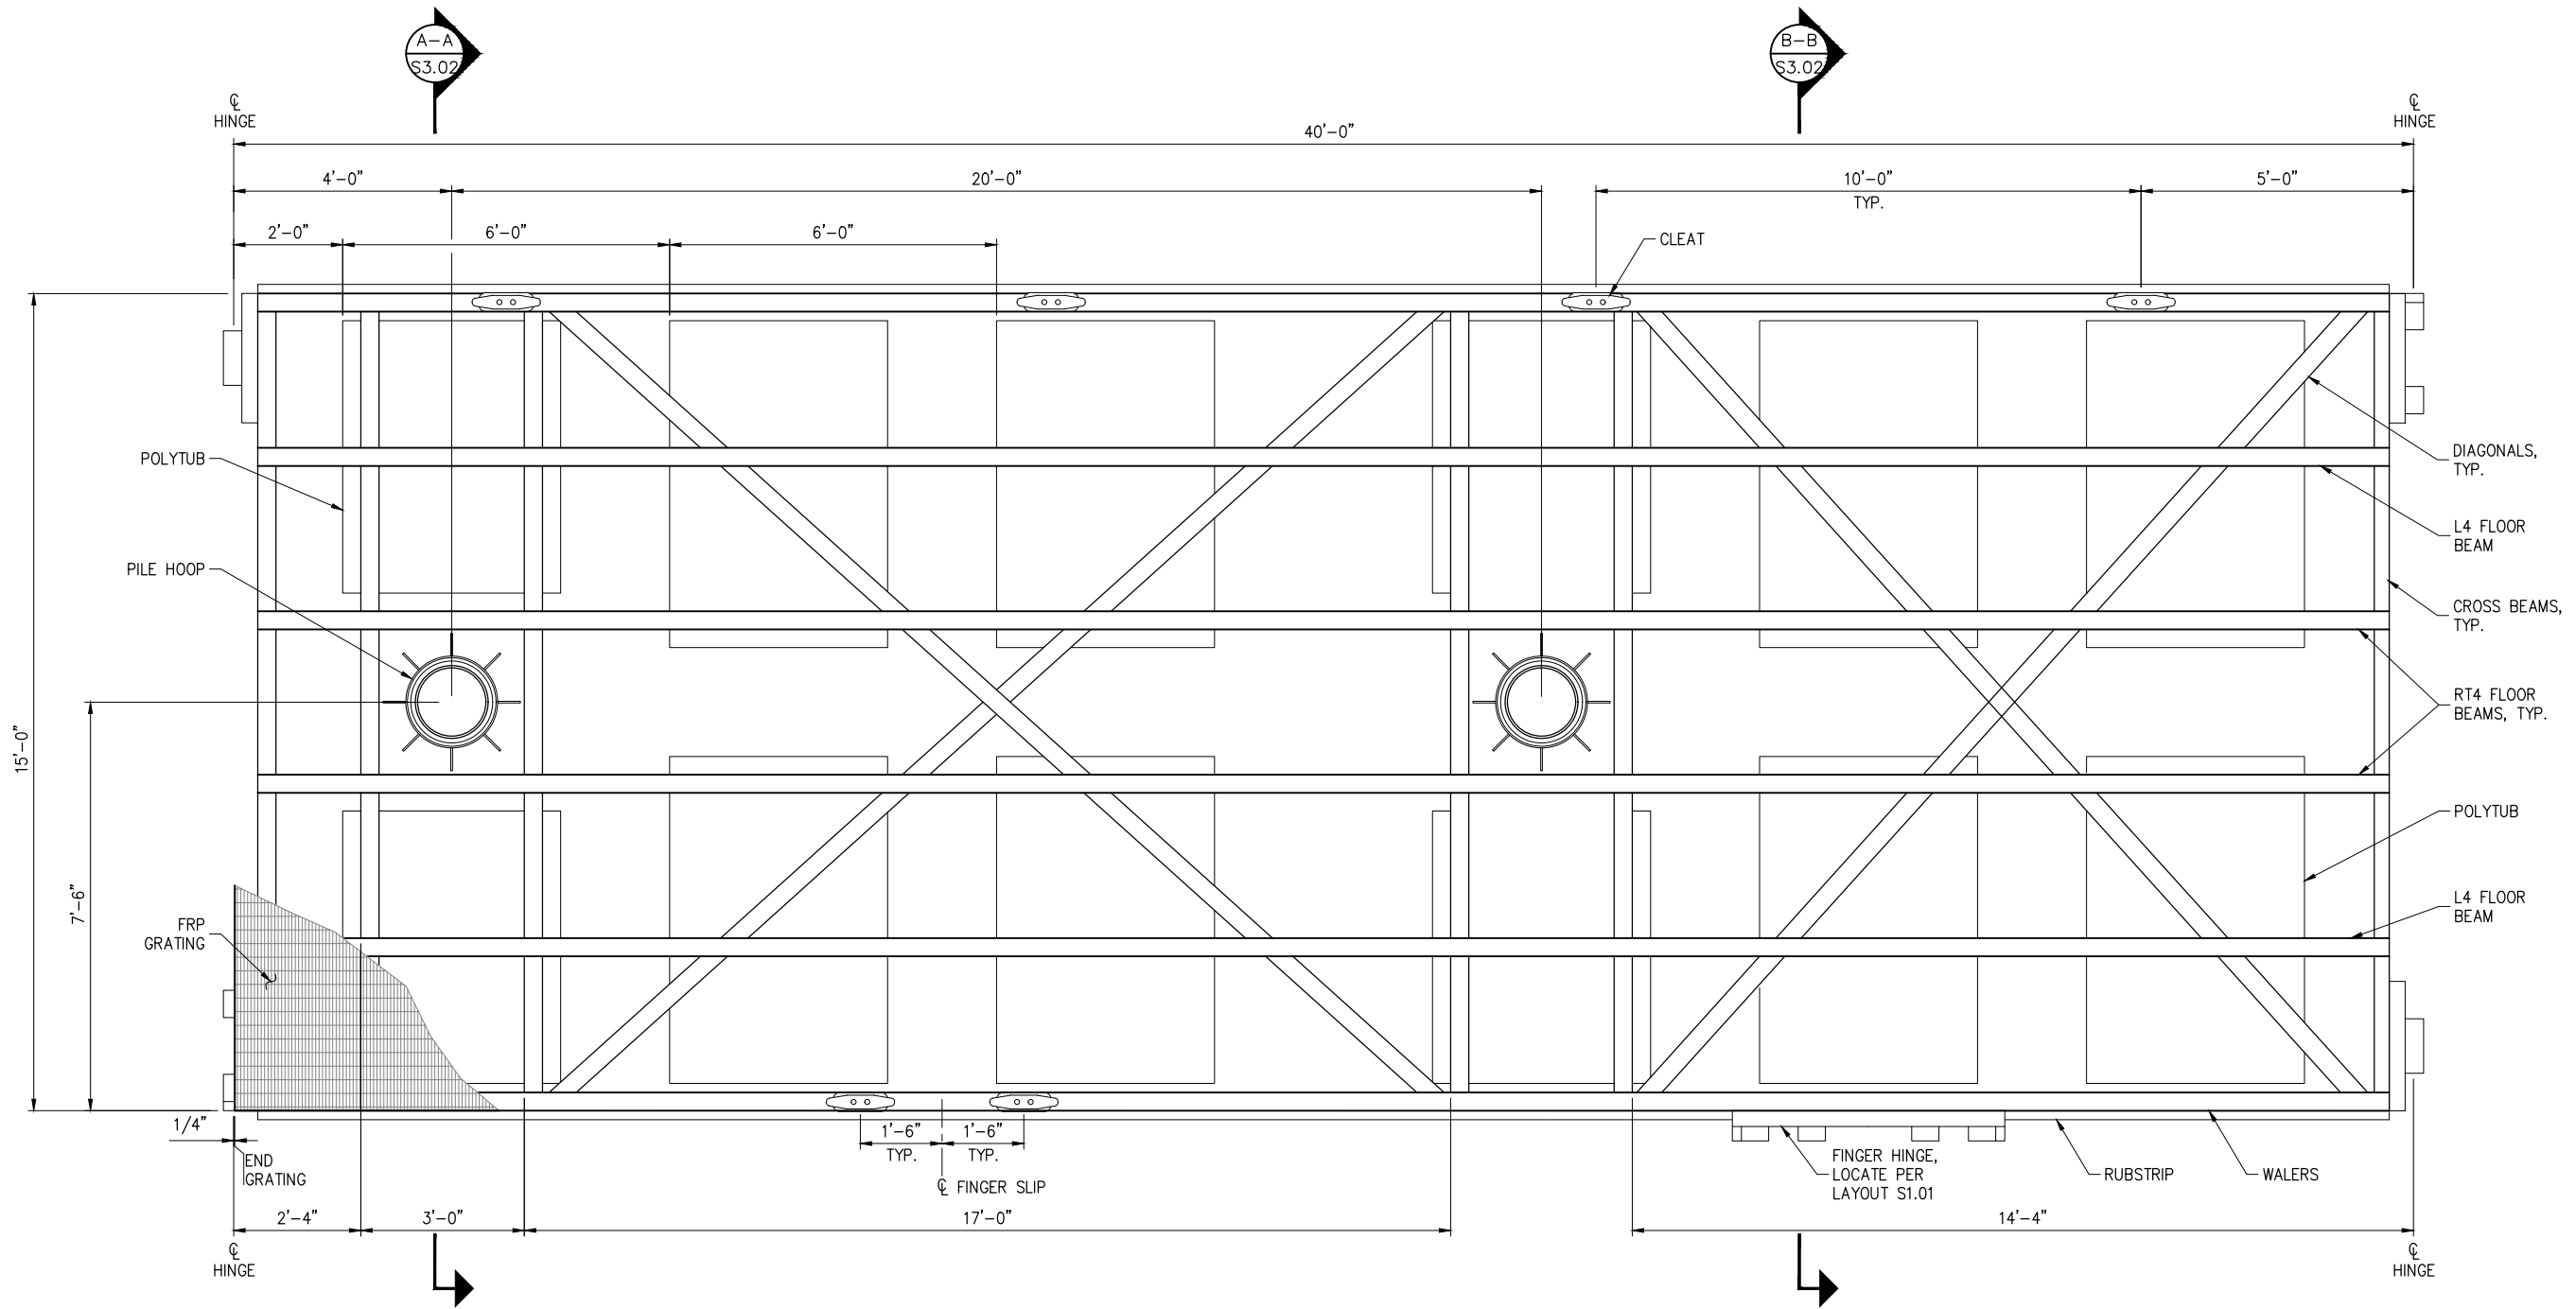 A-A
S3.02
B-B
S3.02
℄
HINGE
℄
HINGE
40'-0"
4'-0"
20'-0"
10'-0"
TYP.
5'-0"
2'-0"
6'-0"
6'-0"
CLEAT
POLYTUB
DIAGONALS,
TYP.
L4 FLOOR
BEAM
PILE HOOP
CROSS BEAMS,
TYP.
RT4 FLOOR
BEAMS, TYP.
15'-0"
7'-6"
POLYTUB
L4 FLOOR
BEAM
FRP
GRATING
1/4"
END
GRATING
1'-6"
TYP.
1'-6"
TYP.
℄ FINGER SLIP
FINGER HINGE,
LOCATE PER
LAYOUT S1.01
RUBSTRIP
WALERS
2'-4"
3'-0"
17'-0"
14'-4"
℄
HINGE
℄
HINGE